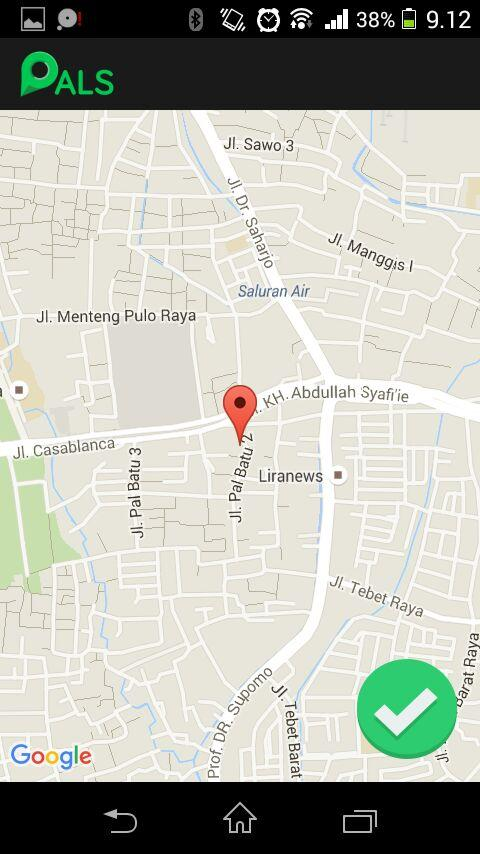 38% 9.12
PALS
Jl. Sawo 3
Jl. Dr. Saharjo
Jl. Manggis I
Saluran Air
Jl. Menteng Pulo Raya
KH. Abdullah Syafi'ie
Jl. Casablanca
Jl. Pal Batu 3
Jl. Pal Batu '2
Liranews
Jl. Tebet Raya
Barat Raya
Prof. DR. Supomo
Jl. Tebet Barat
Google